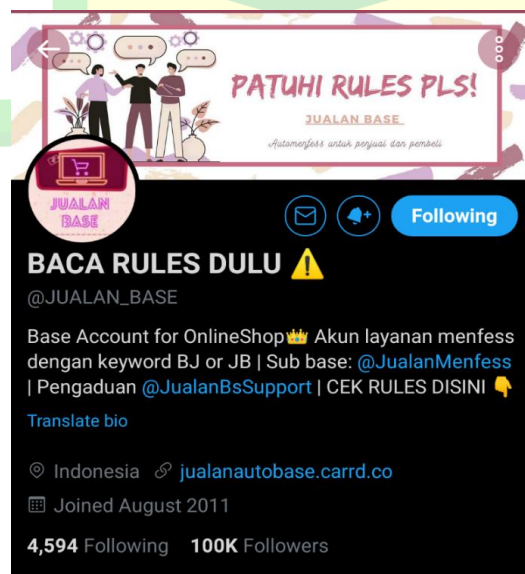 PATUHI RULES PLS!
JUALAN BASE
Automenfess untuk penjual dan pembeli
JUALAN
BASE
Following
BACA RULES DULU ⚠️
@JUALAN_BASE
Base Account for OnlineShop👑 Akun layanan menfess
dengan keyword BJ or JB | Sub base: @JualanMenfess
| Pengaduan @JualanBsSupport | CEK RULES DISINI 👇
Translate bio
Indonesia jualanautobase.carrd.co
Joined August 2011
4,594 Following 100K Followers